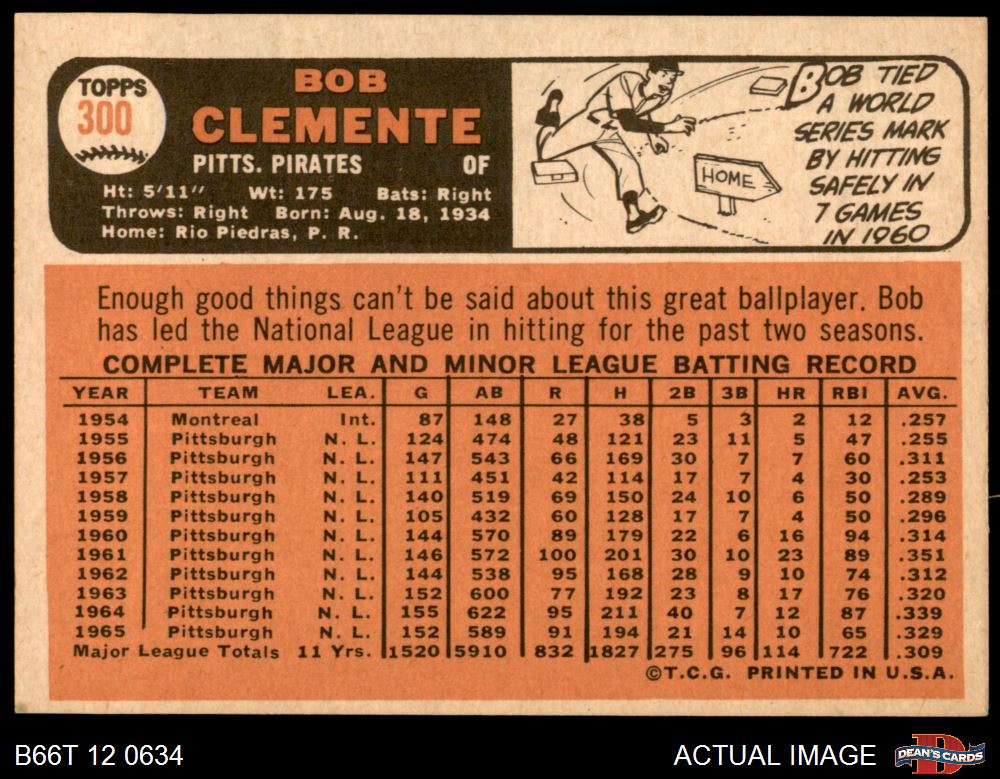 TOPPS
300
BOB
CLEMENTE
PITTS. PIRATES OF
Ht: 5'11" Wt: 175 Bats: Right
Throws: Right Born: Aug. 18, 1934
Home: Rio Piedras, P. R.
HOME
BOB TIED
A WORLD
SERIES MARK
BY HITTING
SAFELY IN
7 GAMES
IN 1960
Enough good things can't be said about this great ballplayer. Bob
has led the National League in hitting for the past two seasons.
COMPLETE MAJOR AND MINOR LEAGUE BATTING RECORD
YEAR TEAM LEA. G AB R H 2B 3B HR RBI AVG.
1954 Montreal Int. 87 148 27 38 5 3 2 12 .257
1955 Pittsburgh N. L. 124 474 48 121 23 11 5 47 .255
1956 Pittsburgh N. L. 147 543 66 169 30 7 7 60 .311
1957 Pittsburgh N. L. 111 451 42 114 17 7 4 30 .253
1958 Pittsburgh N. L. 140 519 69 150 24 10 6 50 .289
1959 Pittsburgh N. L. 105 432 60 128 17 7 4 50 .296
1960 Pittsburgh N. L. 144 570 89 179 22 6 16 94 .314
1961 Pittsburgh N. L. 146 572 100 201 30 10 23 89 .351
1962 Pittsburgh N. L. 144 538 95 168 28 9 10 74 .312
1963 Pittsburgh N. L. 152 600 77 192 23 8 17 76 .320
1964 Pittsburgh N. L. 155 622 95 211 40 7 12 87 .339
1965 Pittsburgh N. L. 152 589 91 194 21 14 10 65 .329
Major League Totals 11 Yrs. 1520 5910 832 1827 275 96 114 722 .309
©T.C.G. PRINTED IN U.S.A.
B66T 12 0634 ACTUAL IMAGE
D
DEAN'S CARDS